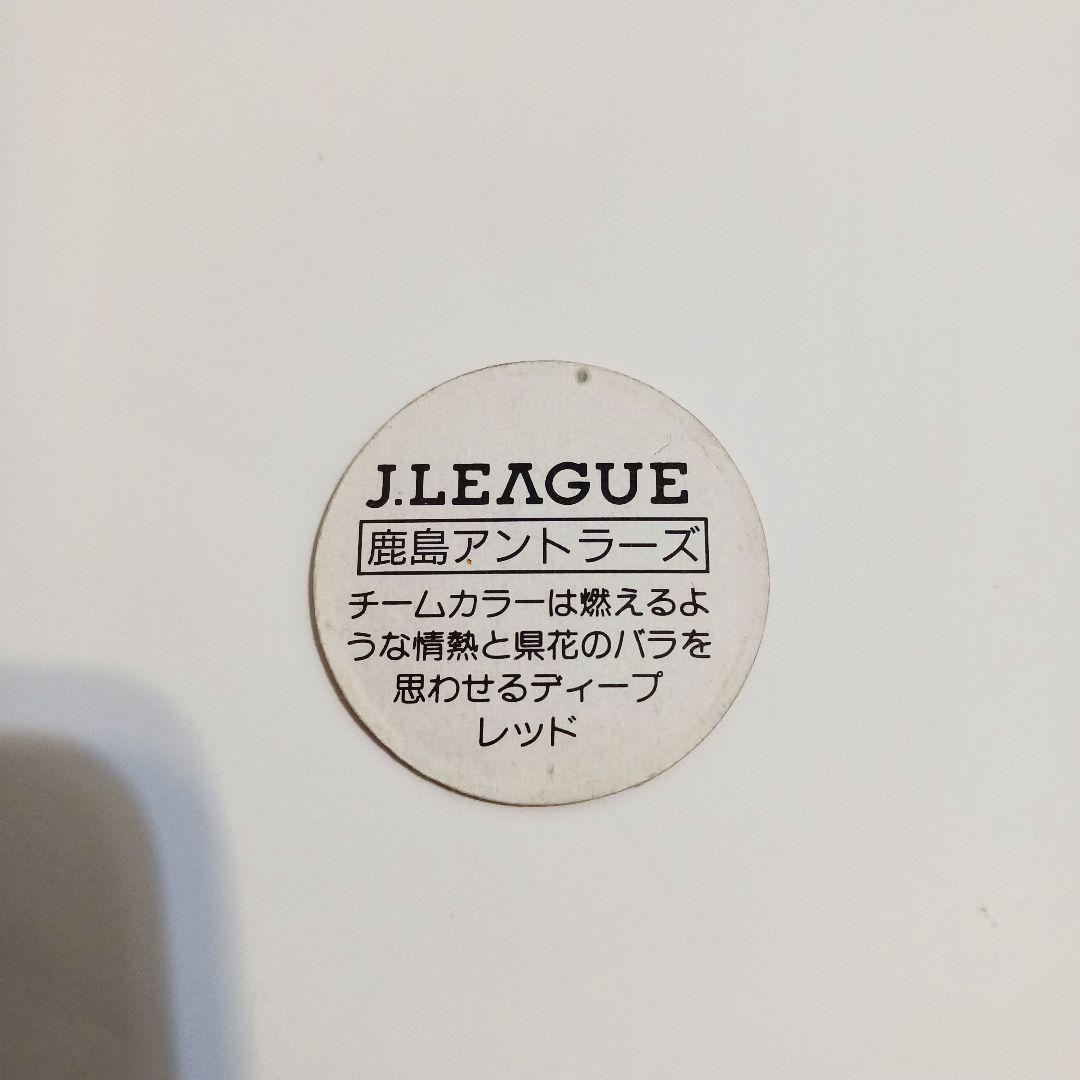 J.LEAGUE
鹿島アントラーズ
チームカラーは燃えるよ
うな情熱と県花のバラを
思わせるディープ
レッド